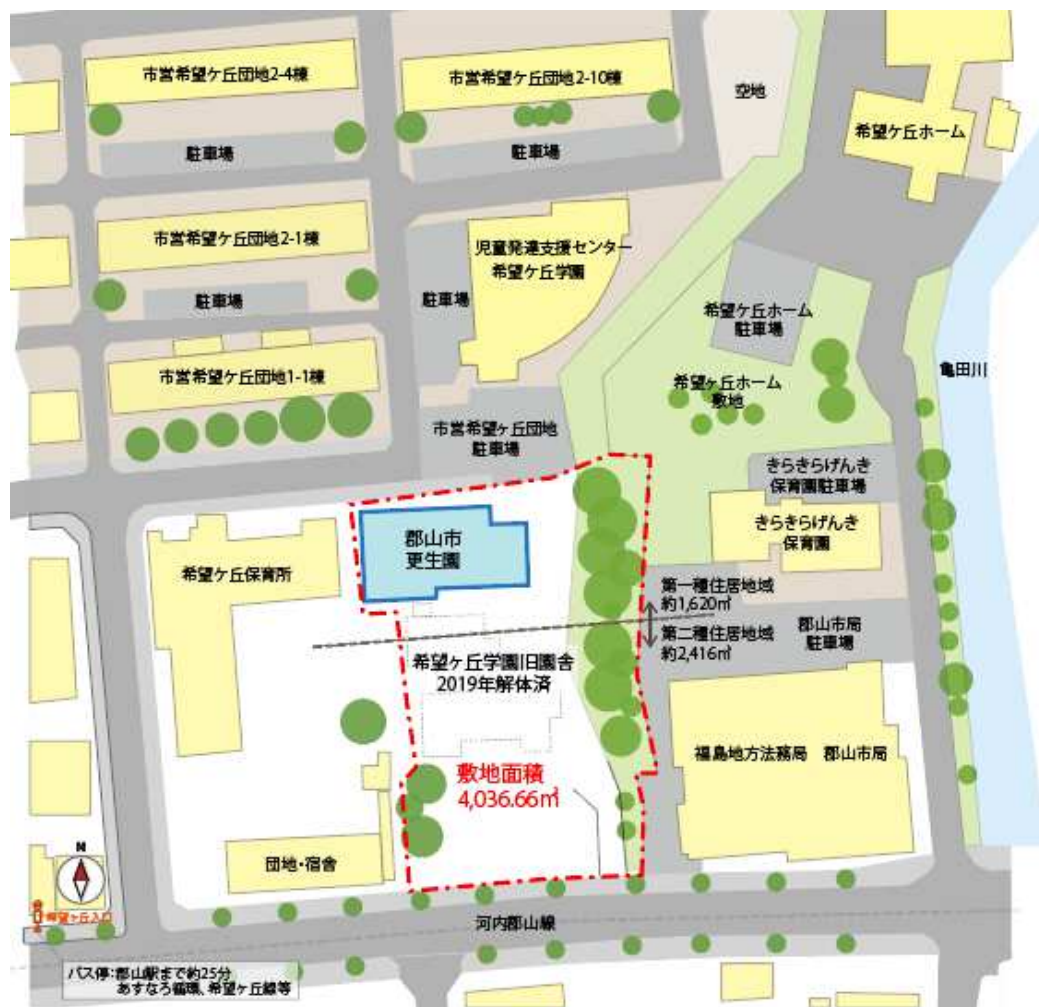 市営希望ケ丘団地2-4棟
駐車場
市営希望ケ丘団地2-10棟
駐車場
空地
希望ケ丘ホーム
市営希望ケ丘団地2-1棟
駐車場
駐車場
児童発達支援センター
希望ケ丘学園
希望ケ丘ホーム
駐車場
亀田川
市営希望ケ丘団地1-1棟
希望ヶ丘ホーム
敷地
市営希望ケ丘団地
駐車場
きらきらげんき
保育園駐車場
きらきらげんき
保育園
郡山市
更生園
希望ケ丘保育所
第一種住居地域
約1,620㎡
第二種住居地域
約2,416㎡
郡山市局
駐車場
希望ケ丘学園旧園舎
2019年解体済
福島地方法務局 郡山市局
敷地面積
4,036.66㎡
団地・宿舎
N
希望ケ丘入口
河内郡山線
バス停:郡山駅まで約25分
あすなろ循環、希望ケ丘線等